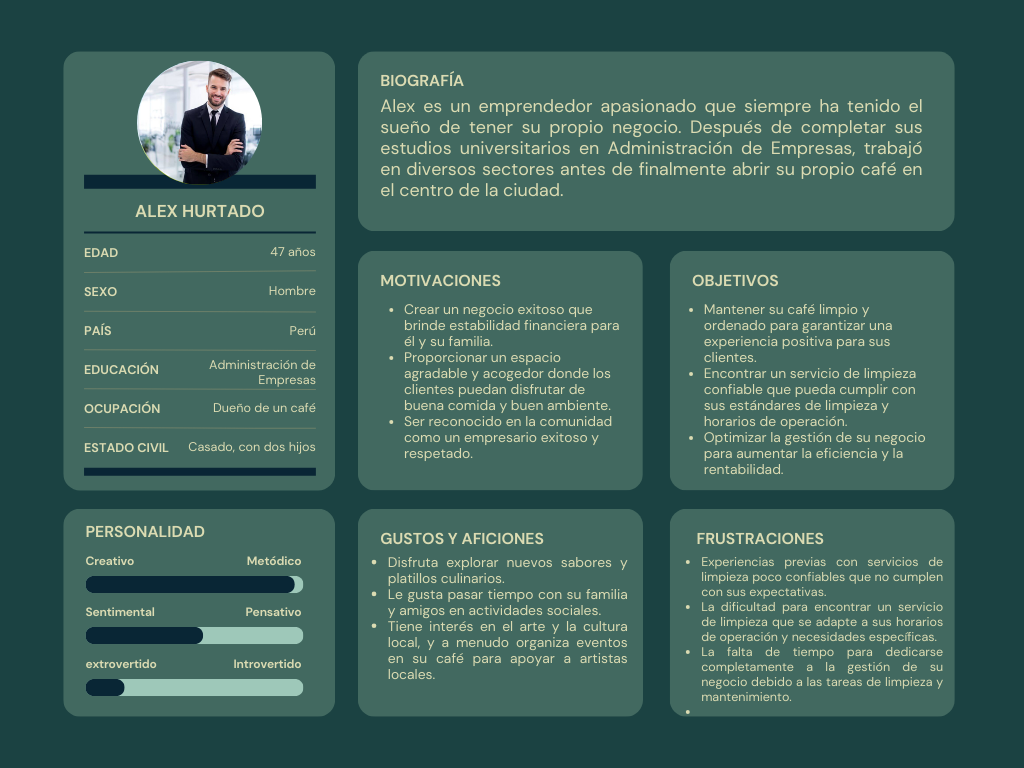 ALEX HURTADO
EDAD 47 años
SEXO Hombre
PAÍS Perú
EDUCACIÓN Administración de
Empresas
OCUPACIÓN Dueño de un café
ESTADO CIVIL Casado, con dos hijos
BIOGRAFÍA
Alex es un emprendedor apasionado que siempre ha tenido el
sueño de tener su propio negocio. Después de completar sus
estudios universitarios en Administración de Empresas, trabajó
en diversos sectores antes de finalmente abrir su propio café en
el centro de la ciudad.
MOTIVACIONES
• Crear un negocio exitoso que
brinde estabilidad financiera para
él y su familia.
• Proporcionar un espacio
agradable y acogedor donde los
clientes puedan disfrutar de
buena comida y buen ambiente.
• Ser reconocido en la comunidad
como un empresario exitoso y
respetado.
OBJETIVOS
• Mantener su café limpio y
ordenado para garantizar una
experiencia positiva para sus
clientes.
• Encontrar un servicio de limpieza
confiable que pueda cumplir con
sus estándares de limpieza y
horarios de operación.
• Optimizar la gestión de su negocio
para aumentar la eficiencia y la
rentabilidad.
PERSONALIDAD
Creativo Metódico
Sentimental Pensativo
extrovertido Introvertido
GUSTOS Y AFICIONES
• Disfruta explorar nuevos sabores y
platillos culinarios.
• Le gusta pasar tiempo con su familia
y amigos en actividades sociales.
• Tiene interés en el arte y la cultura
local, y a menudo organiza eventos
en su café para apoyar a artistas
locales.
FRUSTRACIONES
• Experiencias previas con servicios de
limpieza poco confiables que no cumplen
con sus expectativas.
• La dificultad para encontrar un servicio
de limpieza que se adapte a sus horarios
de operación y necesidades específicas.
• La falta de tiempo para dedicarse
completamente a la gestión de su
negocio debido a las tareas de limpieza y
mantenimiento.
•